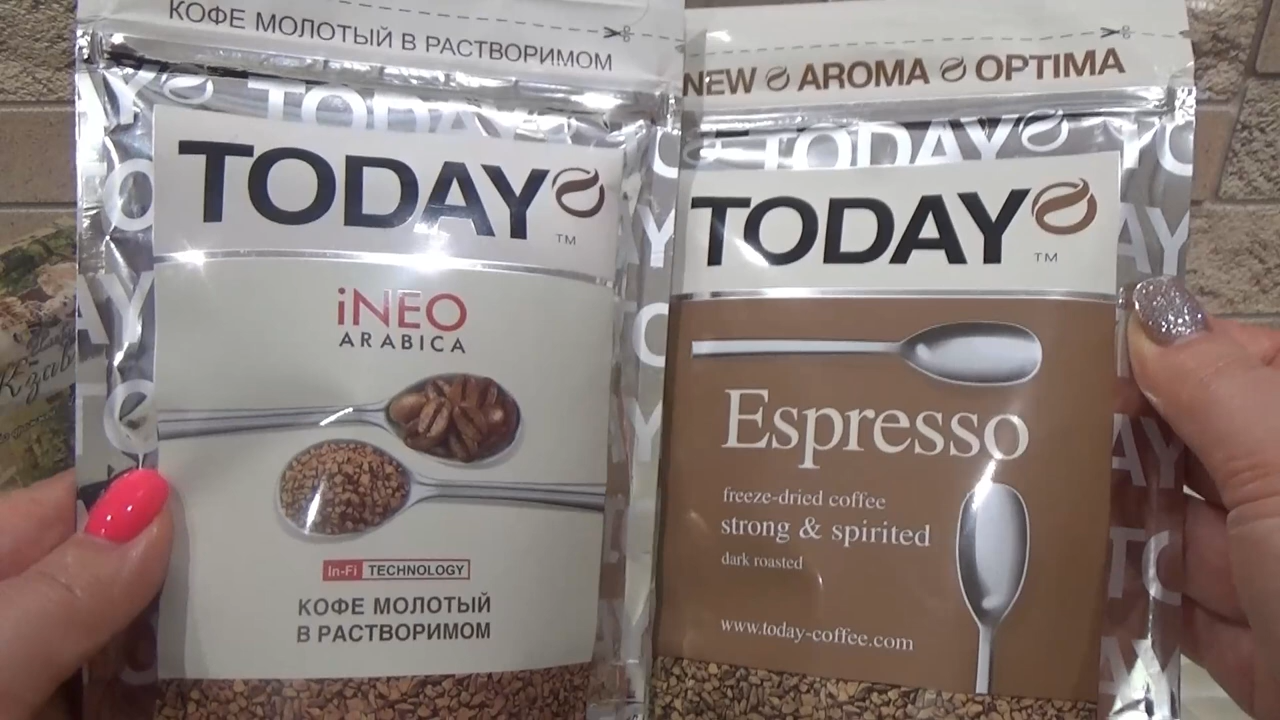 КОФЕ МОЛОТЫЙ В РАСТВОРИМОМ
TODAY
TODAY
TM
iNEO
ARABICA
In-Fi TECHNOLOGY
КОФЕ МОЛОТЫЙ
В РАСТВОРИМОМ
NEW AROMA OPTIMA
TODAY
TODAY
TM
Espresso
freeze-dried coffee
strong & spirited
dark roasted
www.today-coffee.com